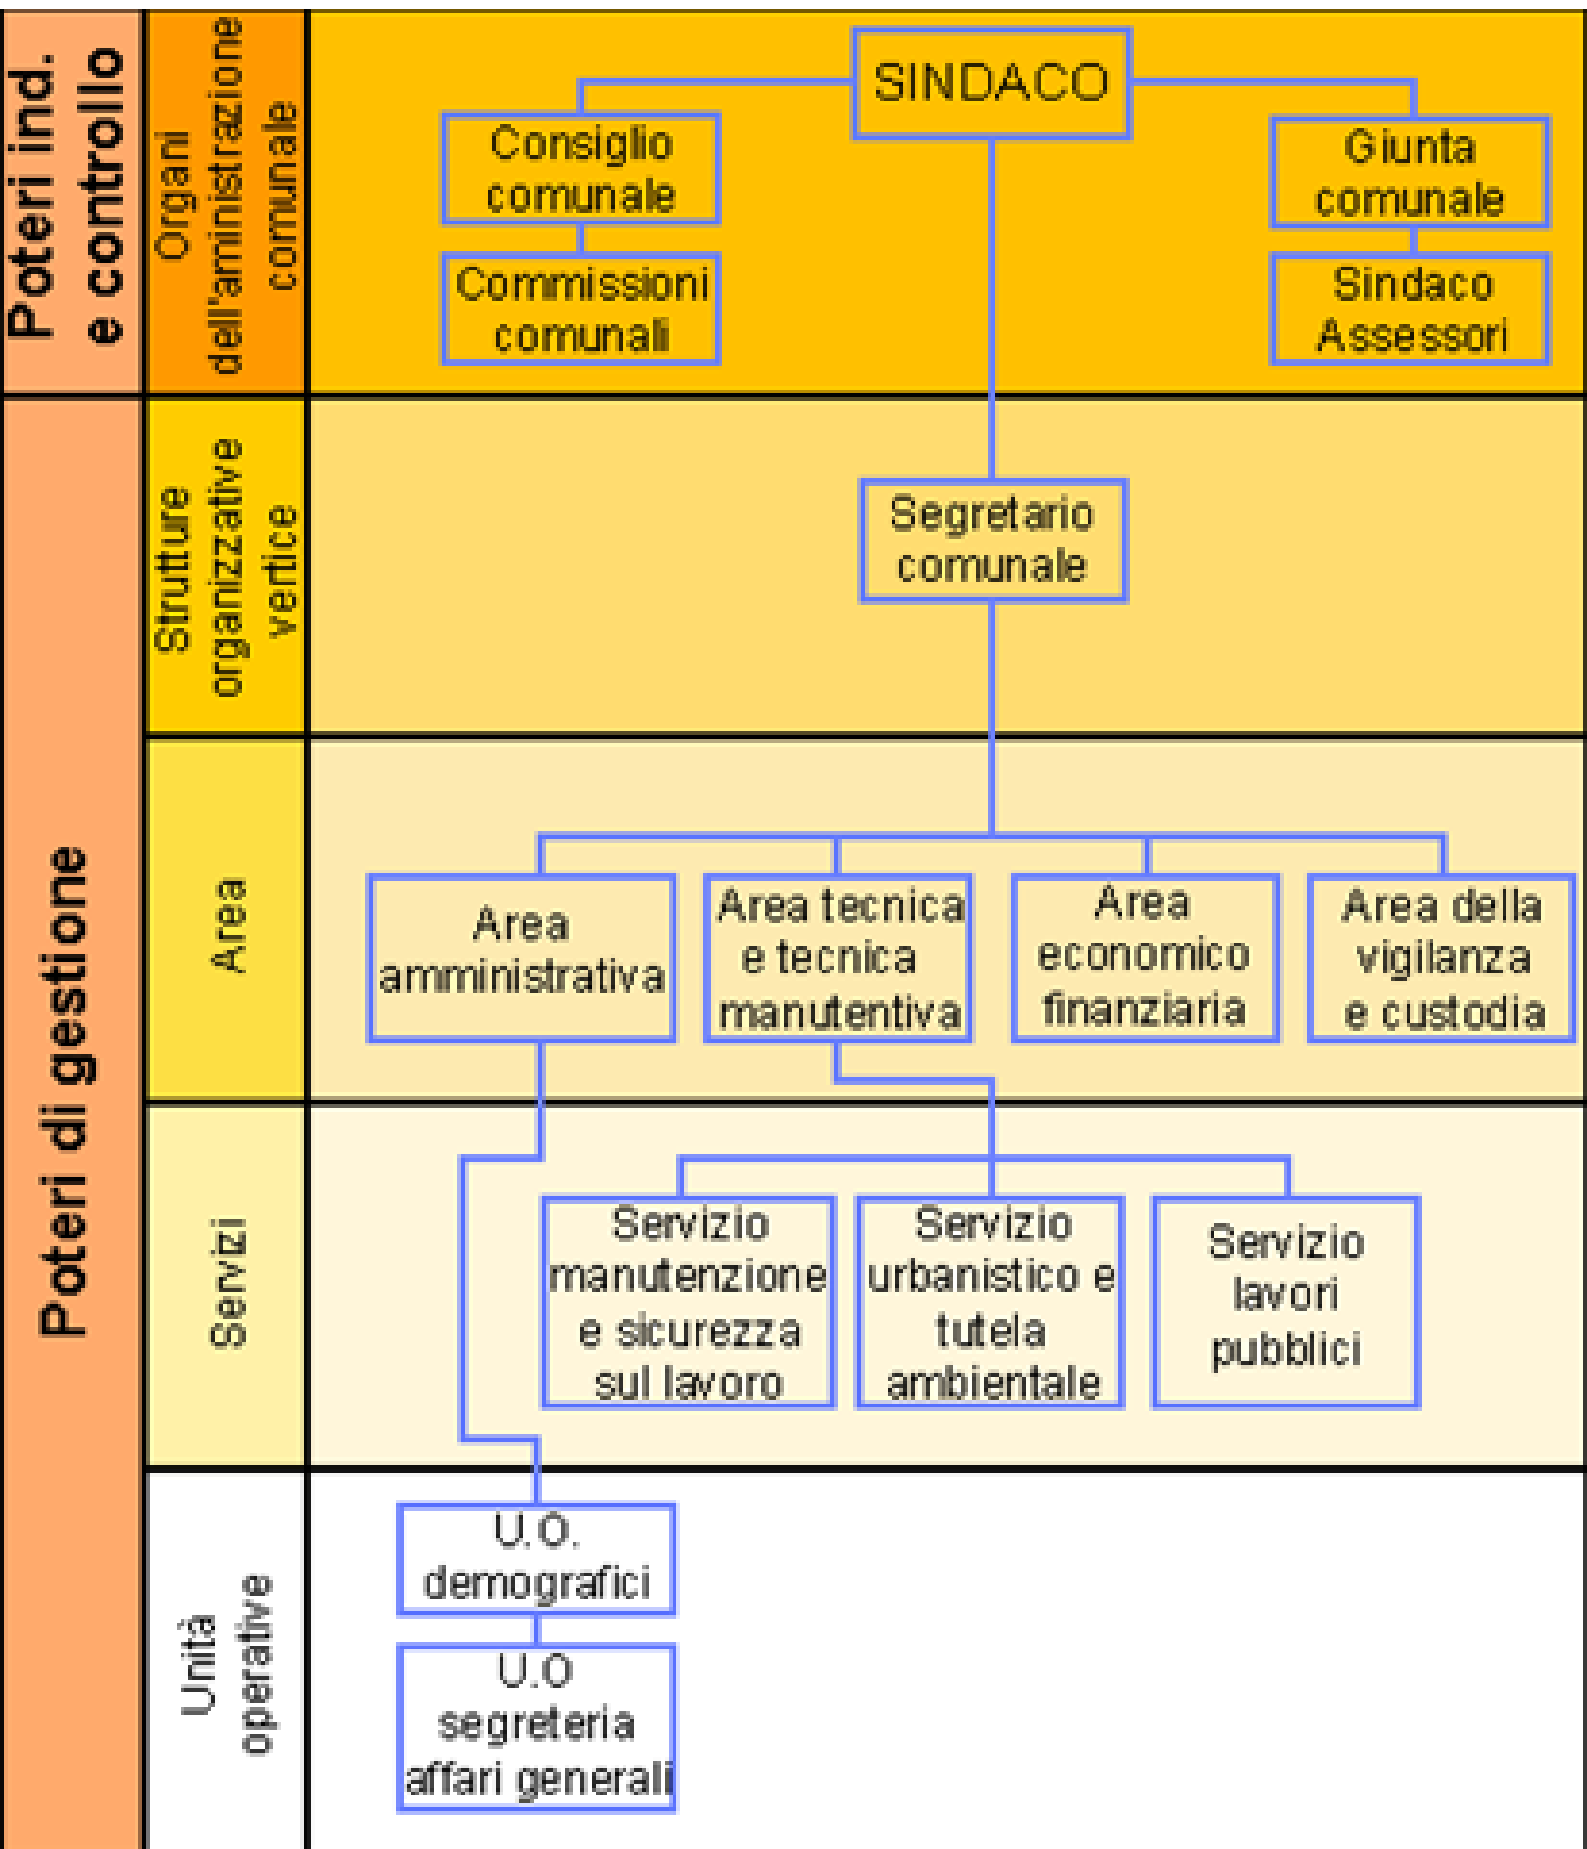 Poteri ind.
e controllo
Organi
dell'aministrazione
comunale
SINDACO
Consiglio
comunale
Giunta
comunale
Commissioni
comunali
Sindaco
Assessori
Poteri di gestione
Strutture
organizzative
vertice
Segretario
comunale
Area
Area
amministrativa
Area tecnica
e tecnica
manutentiva
Area
economico
finanziaria
Area della
vigilanza
e custodia
Servizi
Servizio
manutenzione
e sicurezza
sul lavoro
Servizio
urbanistico e
tutela
ambientale
Servizio
lavori
pubblici
Unità
operative
U.O.
demografici
U.O
segreteria
affari generali